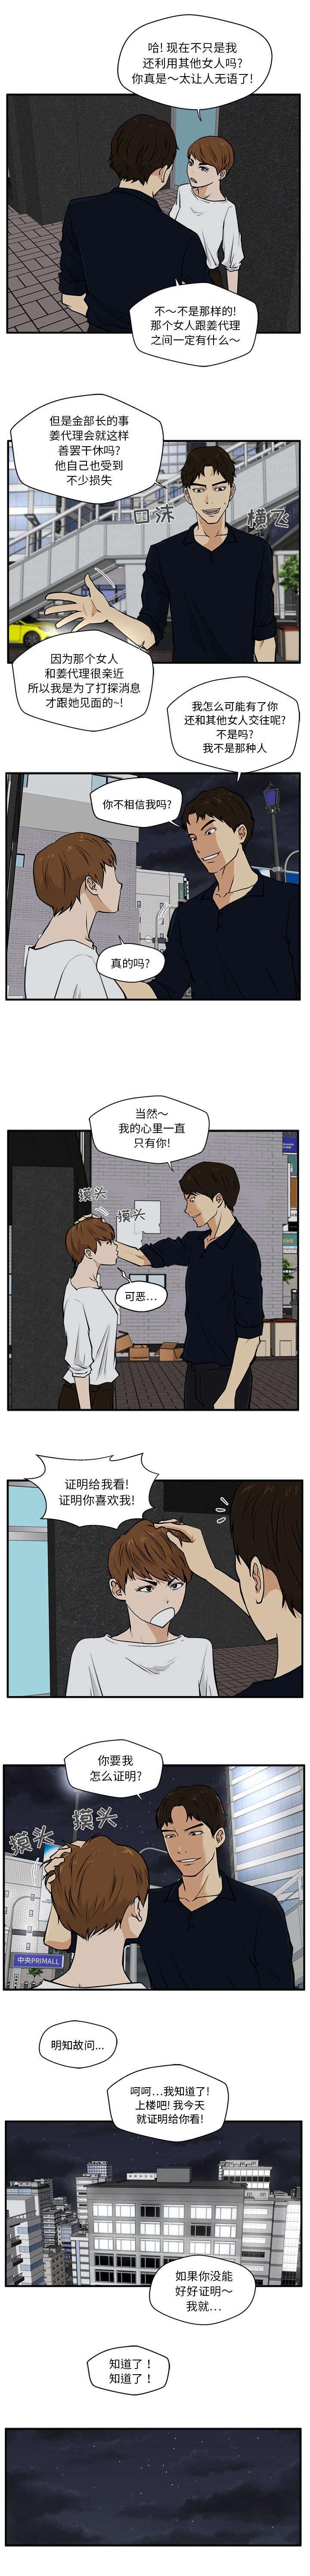 哈! 现在不只是我
还利用其他女人吗?
你真是～太让人无语了!
不～不是那样的!
那个女人跟姜代理
之间一定有什么～
但是金部长的事
姜代理会就这样
善罢干休吗?
他自己也受到
不少损失
口沫
横飞
因为那个女人
和姜代理很亲近
所以我是为了打探消息
才跟她见面的~!
我怎么可能有了你
还和其他女人交往呢?
不是吗?
我不是那种人
你不相信我吗?
真的吗?
当然～
我的心里一直
只有你!
摸头
摸头
可恶...
证明给我看!
证明你喜欢我!
你要我
怎么证明?
摸头
摸头
中央PRIMALL
明知故问...
呵呵...我知道了!
上楼吧! 我今天
就证明给你看!
如果你没能
好好证明～
我就...
知道了！
知道了！